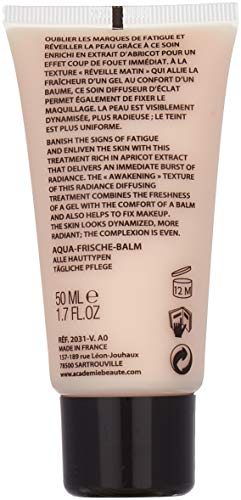 OUBLIER LES MARQUES DE FATIGUE ET
RÉVEILLER LA PEAU GRÂCE À CE SOIN
ENRICHI EN EXTRAIT D'ABRICOT POUR UN
EFFET COUP DE FOUET IMMÉDIAT. À LA
TEXTURE « RÉVEILLE MATIN » QUI ALLIE LA
FRAÎCHEUR D'UN GEL AU CONFORT D'UN
BAUME, CE SOIN DIFFUSEUR D'ÉCLAT
PERMET ÉGALEMENT DE FIXER LE
MAQUILLAGE. LA PEAU EST VISIBLEMENT
DYNAMISÉE, PLUS RADIEUSE ; LE TEINT
EST PLUS UNIFORME.
BANISH THE SIGNS OF FATIGUE
AND ENLIVEN THE SKIN WITH THIS
TREATMENT RICH IN APRICOT EXTRACT
THAT DELIVERS AN IMMEDIATE BURST OF
RADIANCE. THE « AWAKENING » TEXTURE
OF THIS RADIANCE DIFFUSING
TREATMENT COMBINES THE FRESHNESS
OF A GEL WITH THE COMFORT OF A BALM
AND ALSO HELPS TO FIX MAKEUP.
THE SKIN LOOKS DYNAMIZED, MORE
RADIANT; THE COMPLEXION IS EVEN.
AQUA-FRISCHE-BALM
ALLE HAUTTYPEN
TÄGLICHE PFLEGE
50 ML ℮
1.7 FL.OZ
12 M
RÉF. 2031-V. A0
MADE IN FRANCE
157-189 rue Léon-Jouhaux
78500 SARTROUVILLE
www.academiebeaute.com